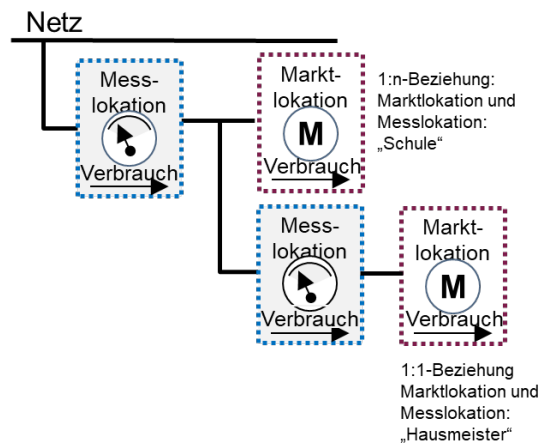 Netz
Mess-
lokation
Verbrauch
Markt-
lokation
M
Verbrauch
1:n-Beziehung:
Marktlokation und
Messlokation:
„Schule“
Mess-
lokation
Verbrauch
Markt-
lokation
M
Verbrauch
1:1-Beziehung
Marktlokation und
Messlokation:
„Hausmeister“